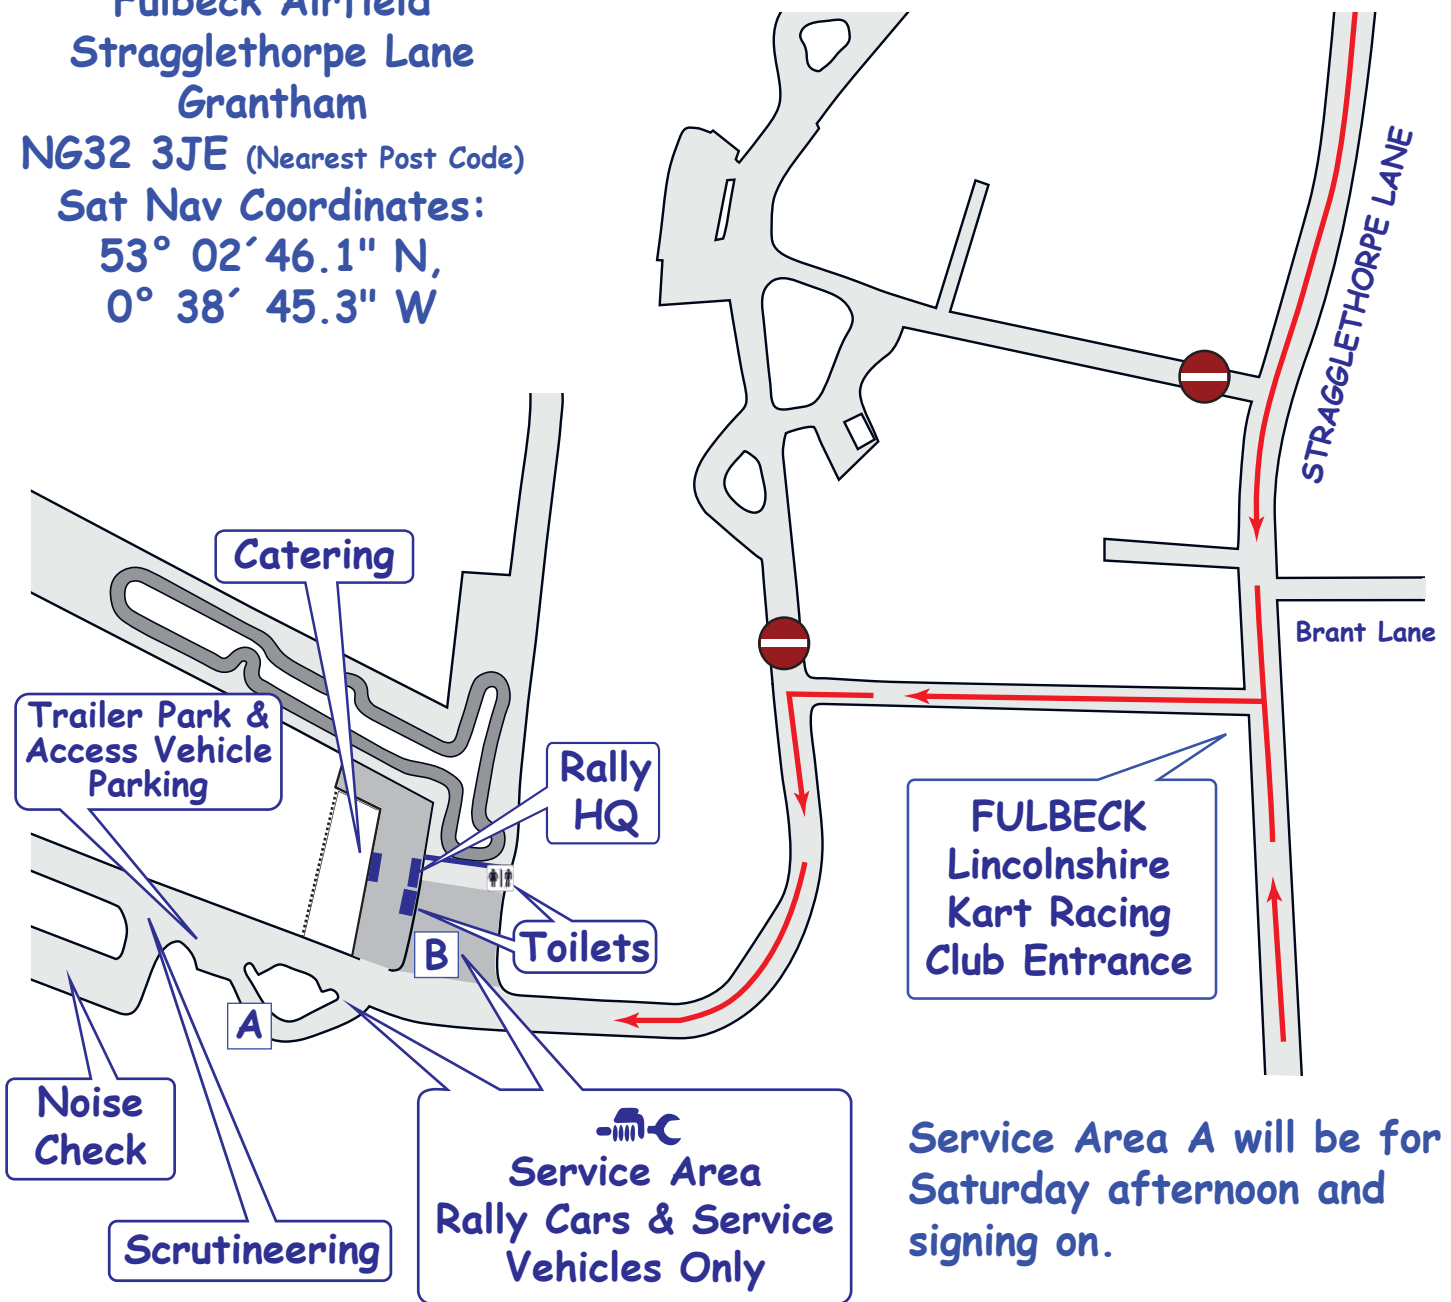 Fulbeck Airfield
Stragglethorpe Lane
Grantham
NG32 3JE (Nearest Post Code)
Sat Nav Coordinates:
53° 02´46.1" N,
0° 38´ 45.3" W
STRAGGLETHORPE LANE
Brant Lane
Catering
Trailer Park &
Access Vehicle
Parking
Rally
HQ
Toilets
FULBECK
Lincolnshire
Kart Racing
Club Entrance
B
A
Noise
Check
Scrutineering
Service Area
Rally Cars & Service
Vehicles Only
Service Area A will be for
Saturday afternoon and
signing on.